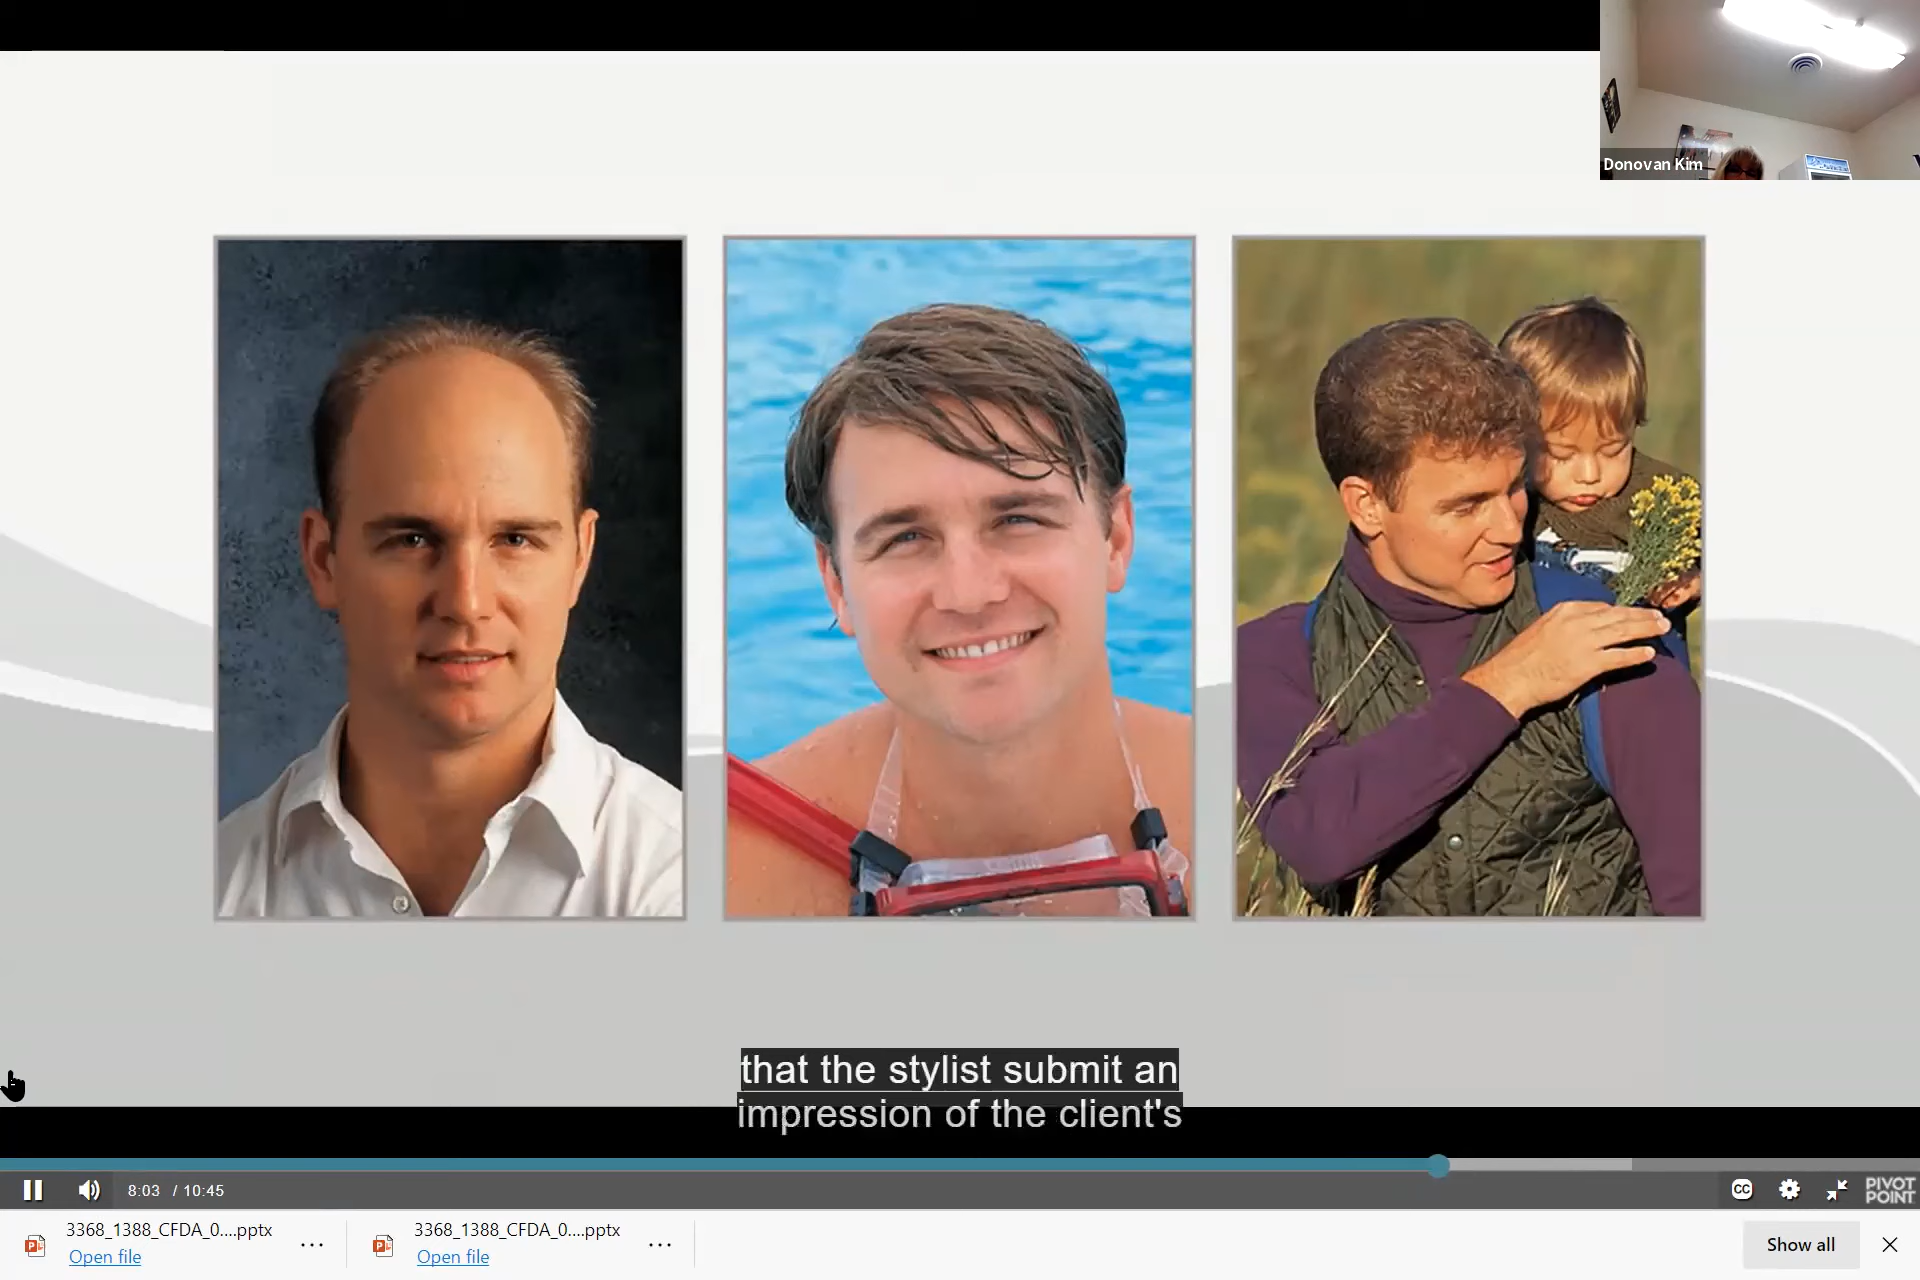 Donovan Kim
that the stylist submit an
impression of the client's
8:03 / 10:45
CC
PIVOT
POINT
3368_1388_CFDA_0....pptx
Open file
3368_1388_CFDA_0....pptx
Open file
Show all